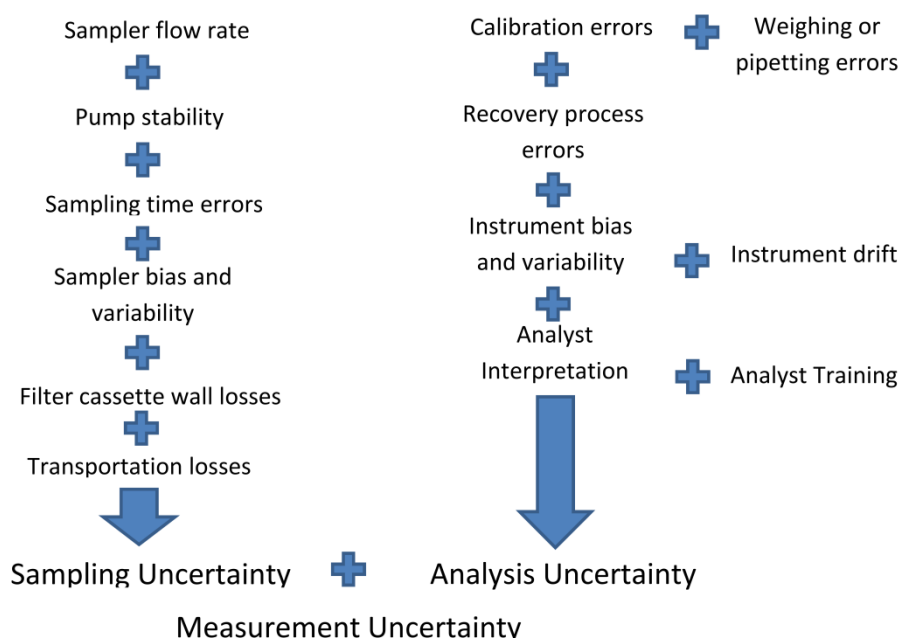 Sampler flow rate
Pump stability
Sampling time errors
Sampler bias and
variability
Filter cassette wall losses
Transportation losses
Sampling Uncertainty
Calibration errors
Weighing or
pipetting errors
Recovery process
errors
Instrument bias
and variability
Instrument drift
Analyst
Interpretation
Analyst Training
Analysis Uncertainty
Measurement Uncertainty